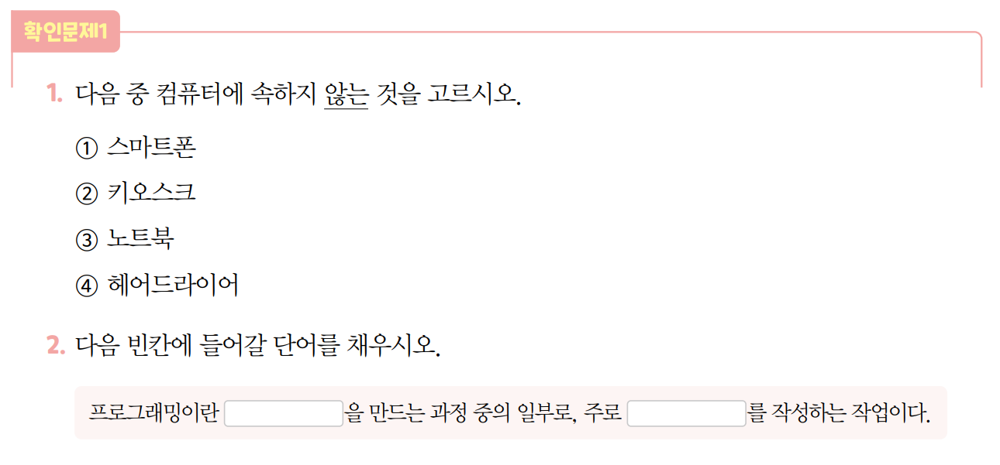 확인문제1
1. 다음 중 컴퓨터에 속하지 않는 것을 고르시오.
① 스마트폰
② 키오스크
③ 노트북
④ 헤어드라이어
2. 다음 빈칸에 들어갈 단어를 채우시오.
프로그래밍이란 을 만드는 과정 중의 일부로, 주로 를 작성하는 작업이다.